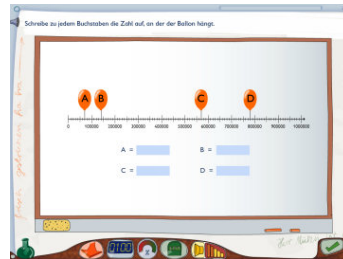 Schreibe zu jedem Buchstaben die Zahl auf, an der der Ballon hängt.
A B C D
0 100000 200000 300000 400000 500000 600000 700000 800000 900000 1000000
A = B =
C = D =
0100